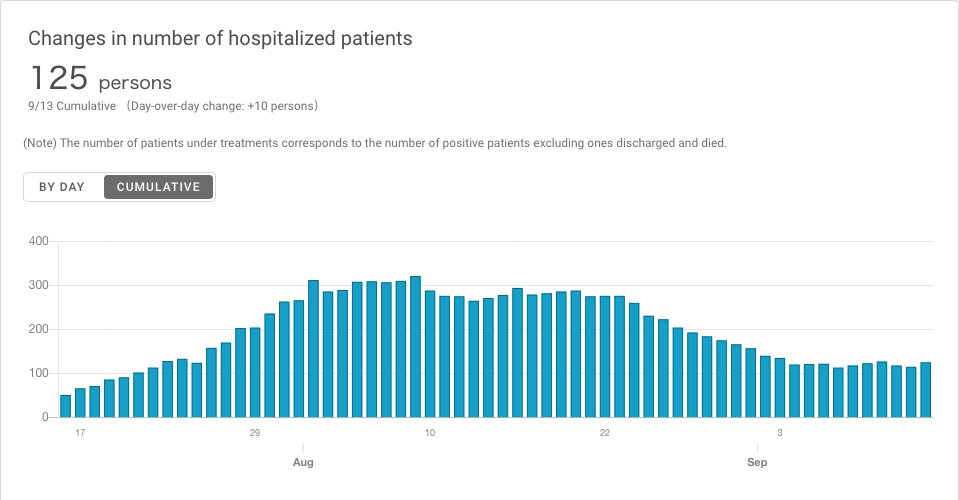 Changes in number of hospitalized patients
125 persons
9/13 Cumulative （Day-over-day change: +10 persons）
(Note) The number of patients under treatments corresponds to the number of positive patients excluding ones discharged and died.
BY DAY CUMULATIVE
400
300
200
100
0
17 29 10 22 3
Aug Sep